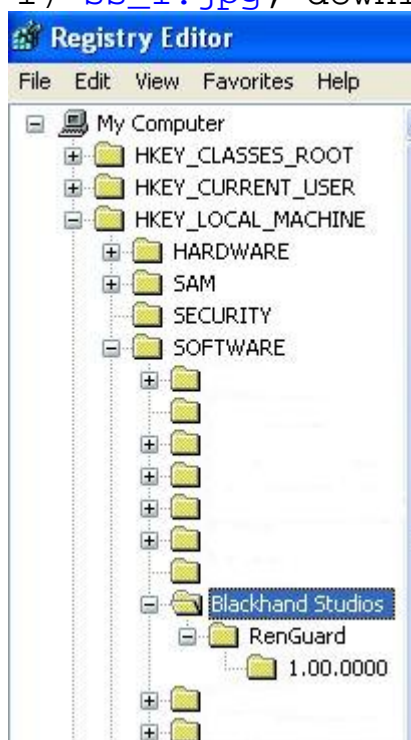 Registry Editor
File Edit View Favorites Help
My Computer
HKEY_CLASSES_ROOT
HKEY_CURRENT_USER
HKEY_LOCAL_MACHINE
HARDWARE
SAM
SECURITY
SOFTWARE
Blackhand Studios
RenGuard
1.00.0000